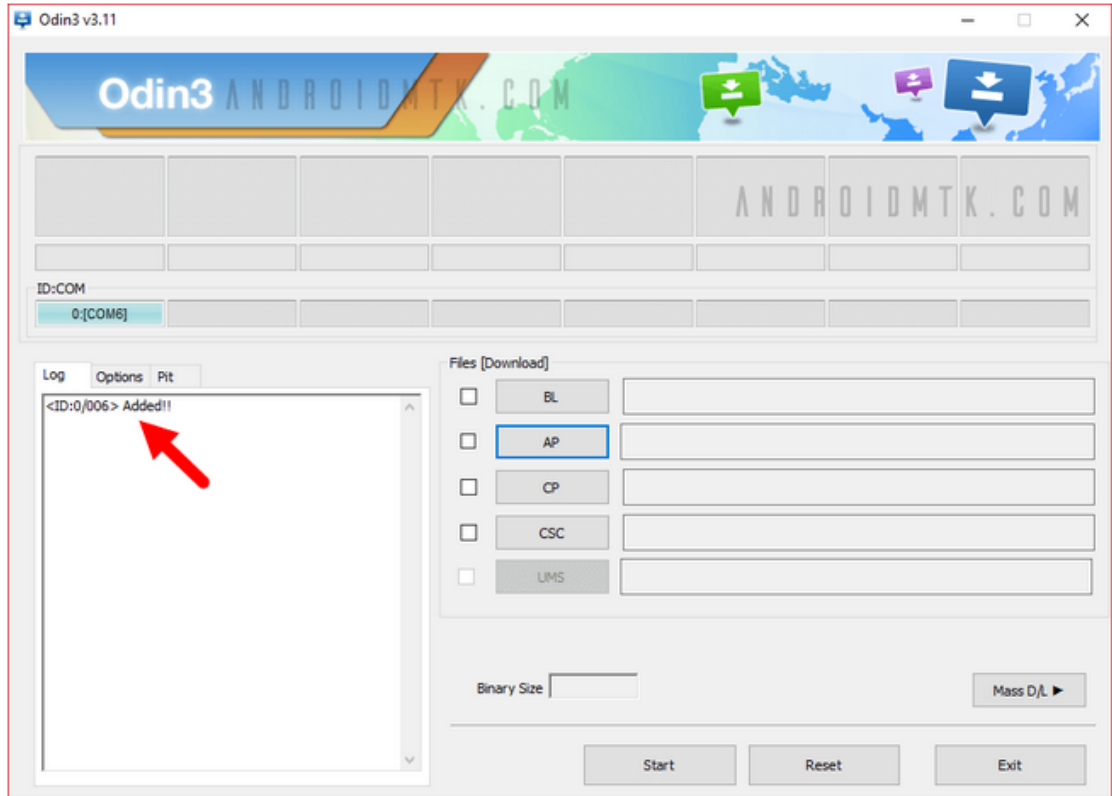 Odin3 v3.11
Odin3 ANDROIDMTK.COM
ANDROIDMTK.COM
ID:COM
0:[COM6]
Log Options Pit
<ID:0/006> Added!!
Files [Download]
BL
AP
CP
CSC
UMS
Binary Size
Mass D/L ►
Start Reset Exit